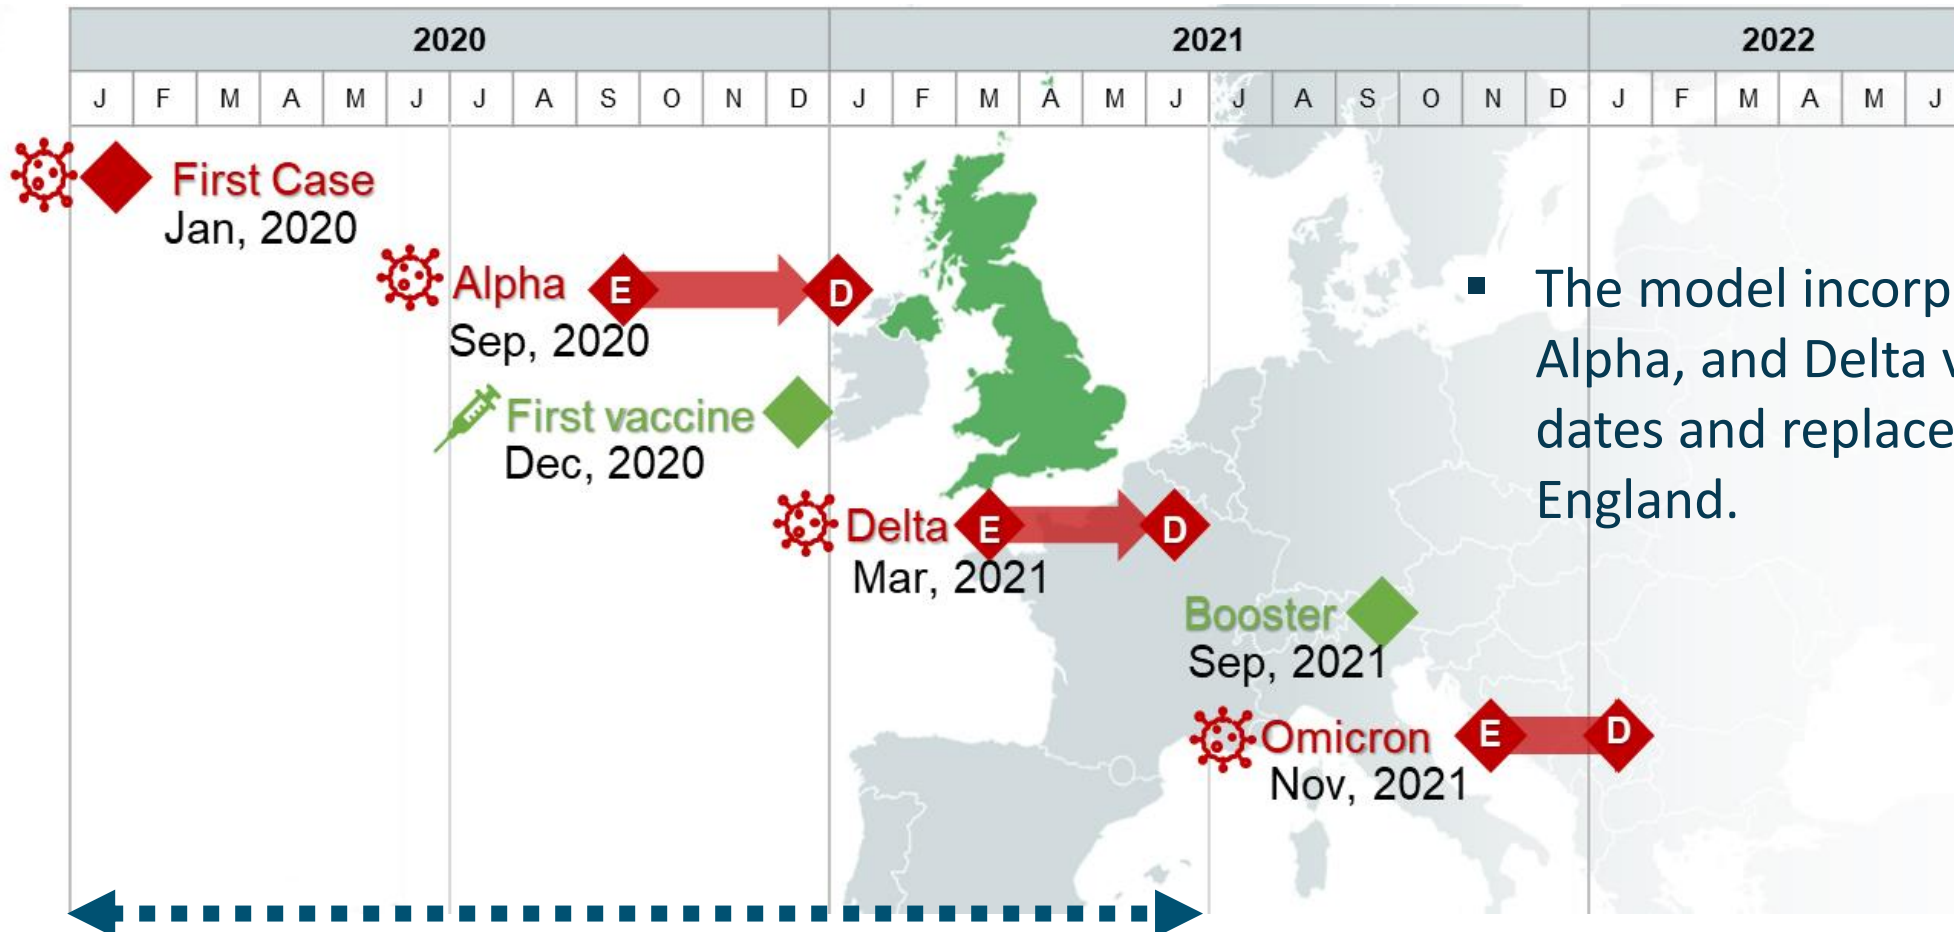 2020 2021 2022
J F M A M J J A S O N D J F M A M J J A S O N D J F M A M J
First Case
Jan, 2020
Alpha E D
Sep, 2020
First vaccine
Dec, 2020
Delta E D
Mar, 2021
Booster
Sep, 2021
Omicron E D
Nov, 2021
▪ The model incorp
Alpha, and Delta v
dates and replace
England.